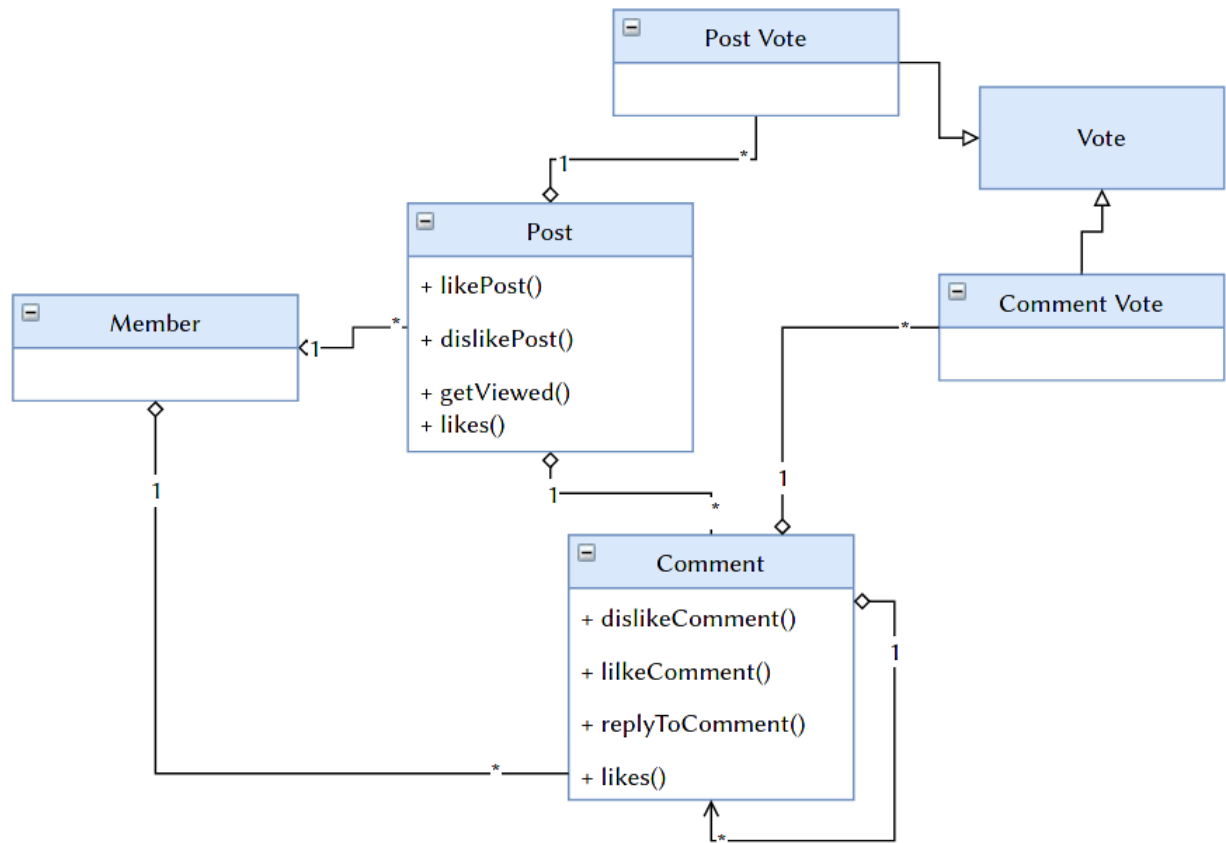 Post Vote
Vote
1
*
Post
+ likePost()
+ dislikePost()
+ getViewed()
+ likes()
Member
1
*
Comment Vote
*
1
1
*
1
*
Comment
+ dislikeComment()
+ lilkeComment()
+ replyToComment()
+ likes()
1
*